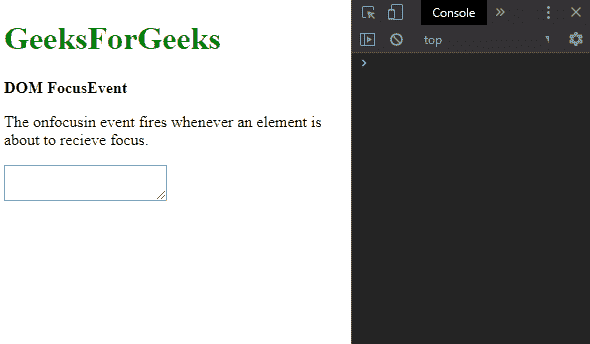 GeeksForGeeks
DOM FocusEvent
The onfocusin event fires whenever an element is
about to recieve focus.
Console
top